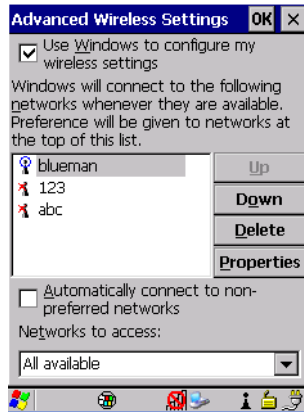 Advanced Wireless Settings OK ×
Use Windows to configure my
wireless settings
Windows will connect to the following
networks whenever they are available.
Preference will be given to networks at
the top of this list.
blueman
Up
123
abc
Down
Delete
Properties
Automatically connect to non-
preferred networks
Networks to access:
All available